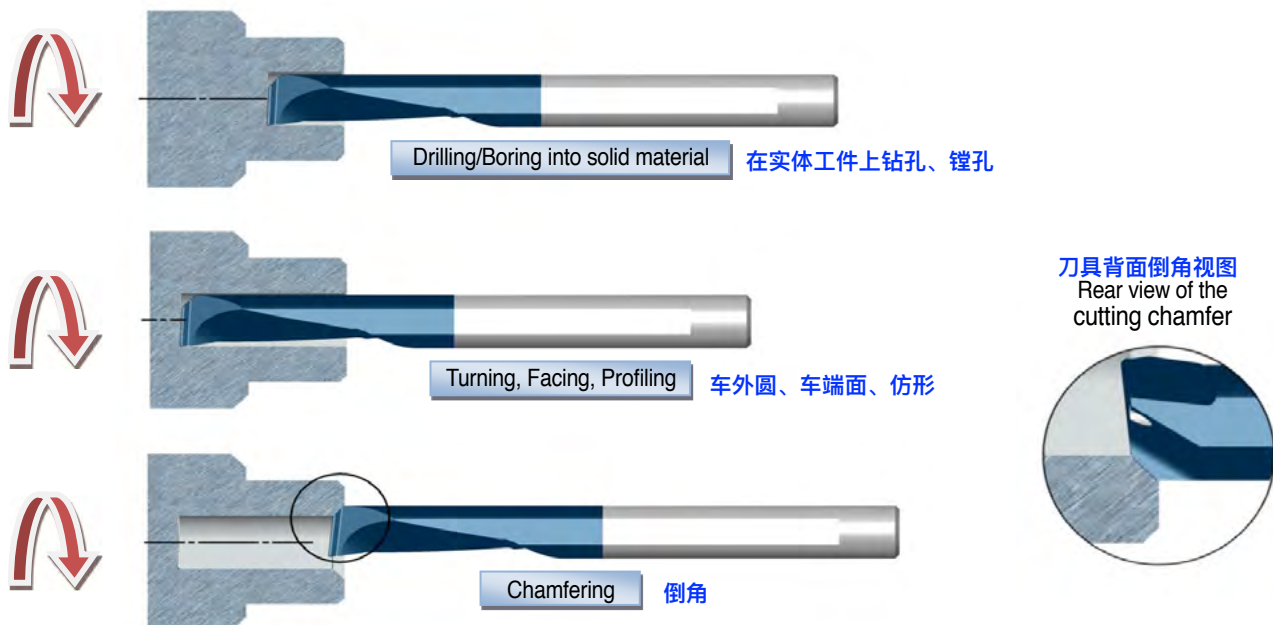 Drilling/Boring into solid material 在实体工件上钻孔、镗孔
刀具背面倒角视图
Rear view of the
cutting chamfer
Turning, Facing, Profiling 车外圆、车端面、仿形
Chamfering 倒角